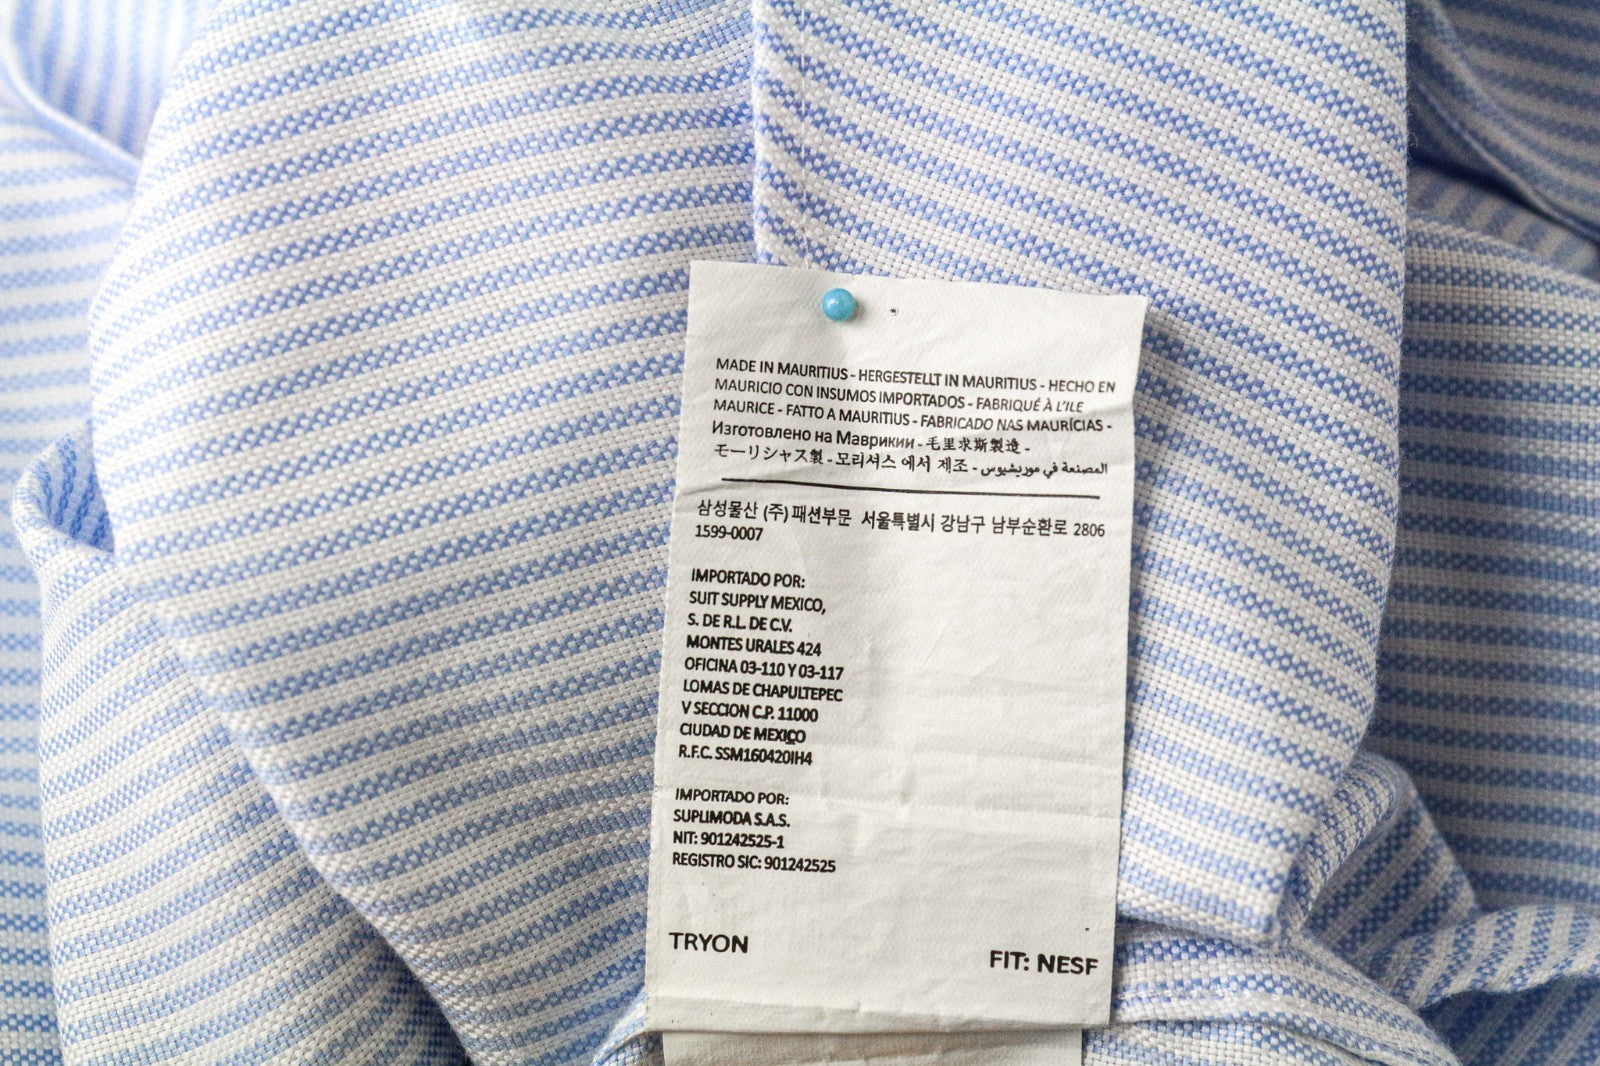 MADE IN MAURITIUS - HERGESTELLT IN MAURITIUS - HECHO EN
MAURICIO CON INSUMOS IMPORTADOS - FABRIQUÉ À L'ILE
MAURICE - FATTO A MAURITIUS - FABRICADO NAS MAURÍCIAS -
Изготовлено на Маврикии - 毛里求斯製造 -
モーリシャス製 - 모리셔스 에서 제조 - المصنعة في موريشيوس
삼성물산 (주) 패션부문 서울특별시 강남구 남부순환로 2806
1599-0007
IMPORTADO POR:
SUIT SUPPLY MEXICO,
S. DE R.L. DE C.V.
MONTES URALES 424
OFICINA 03-110 Y 03-117
LOMAS DE CHAPULTEPEC
V SECCION C.P. 11000
CIUDAD DE MEXICO
R.F.C. SSM160420IH4
IMPORTADO POR:
SUPLIMODA S.A.S.
NIT: 901242525-1
REGISTRO SIC: 901242525
TRYON FIT: NESF